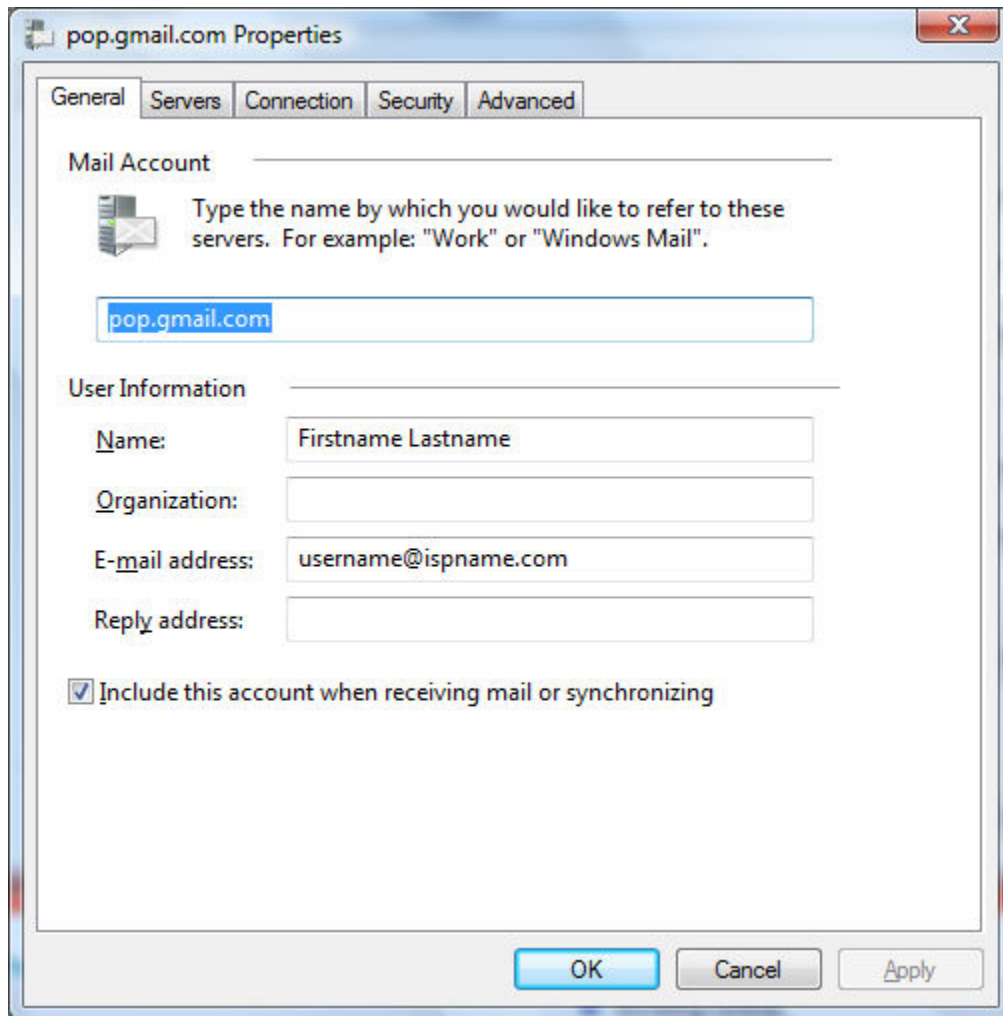 pop.gmail.com Properties
General Servers Connection Security Advanced
Mail Account
Type the name by which you would like to refer to these
servers. For example: "Work" or "Windows Mail".
pop.gmail.com
User Information
Name: Firstname Lastname
Organization:
E-mail address: username@ispname.com
Reply address:
Include this account when receiving mail or synchronizing
OK Cancel Apply